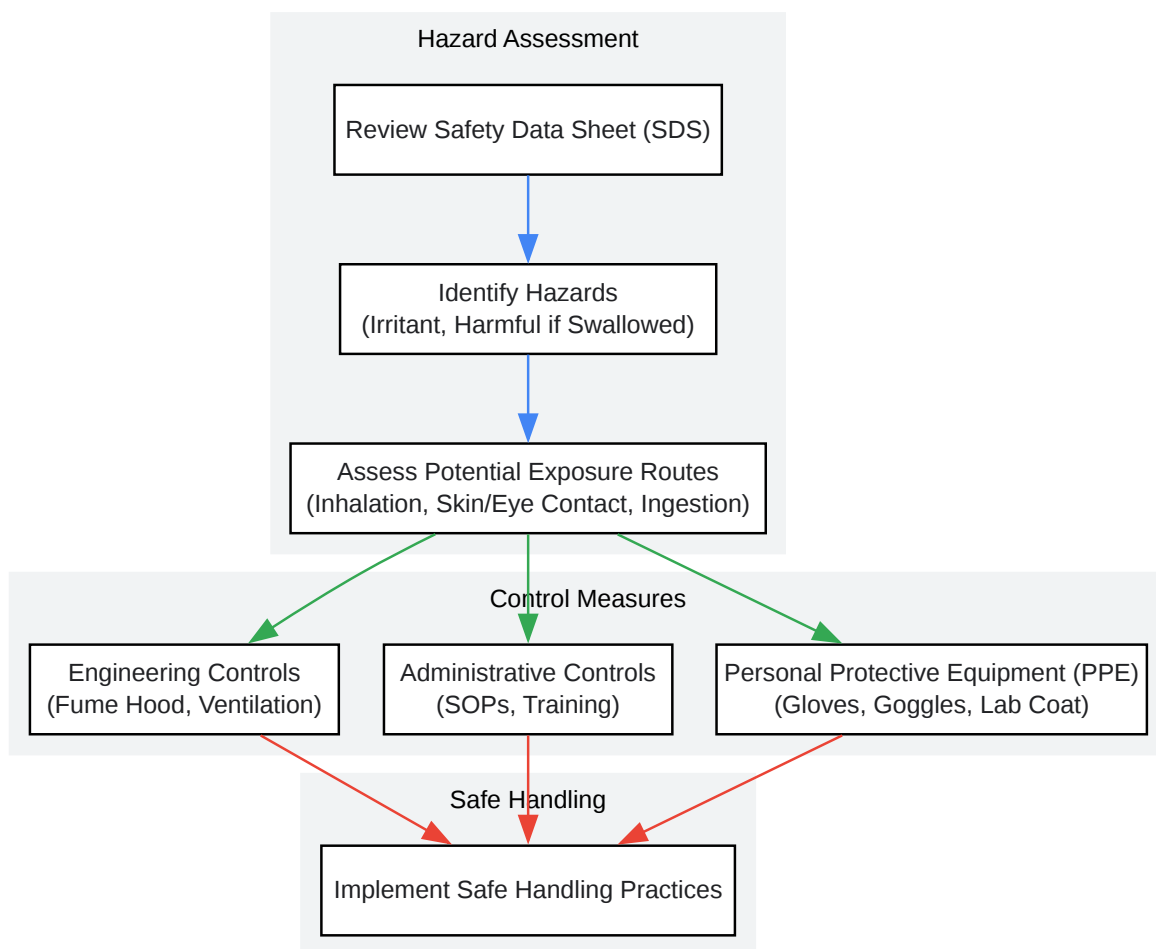 Hazard Assessment
Review Safety Data Sheet (SDS)
Identify Hazards
(Irritant, Harmful if Swallowed)
Assess Potential Exposure Routes
(Inhalation, Skin/Eye Contact, Ingestion)
Control Measures
Engineering Controls
(Fume Hood, Ventilation)
Administrative Controls
(SOPs, Training)
Personal Protective Equipment (PPE)
(Gloves, Goggles, Lab Coat)
Safe Handling
Implement Safe Handling Practices